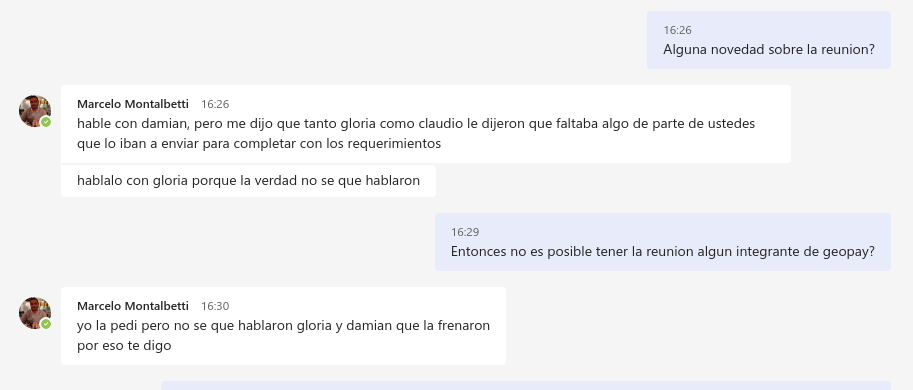 16:26
Alguna novedad sobre la reunion?
Marcelo Montalbetti 16:26
hable con damian, pero me dijo que tanto gloria como claudio le dijeron que faltaba algo de parte de ustedes
que lo iban a enviar para completar con los requerimientos
hablalo con gloria porque la verdad no se que hablaron
16:29
Entonces no es posible tener la reunion algun integrante de geopay?
Marcelo Montalbetti 16:30
yo la pedi pero no se que hablaron gloria y damian que la frenaron
por eso te digo